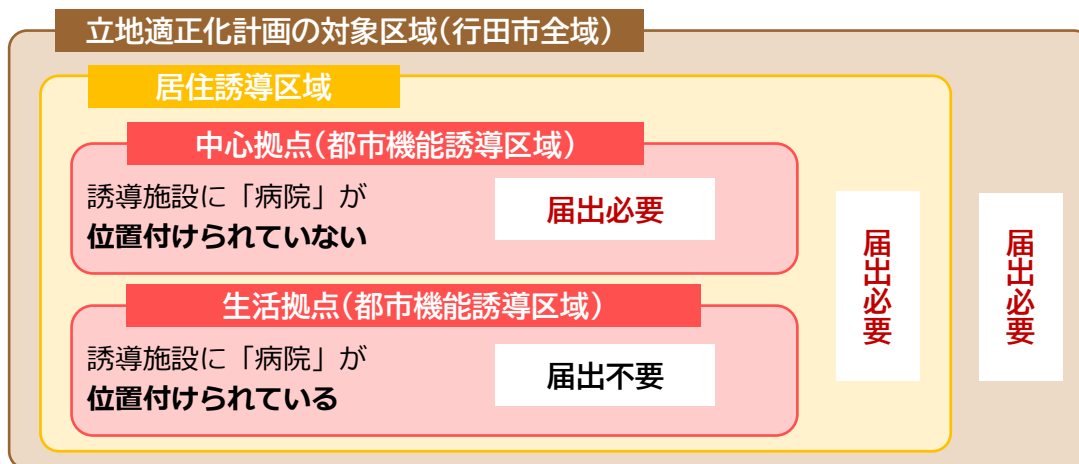 立地適正化計画の対象区域(行田市全域)
居住誘導区域
中心拠点(都市機能誘導区域)
誘導施設に「病院」が
位置付けられていない
届出必要
生活拠点(都市機能誘導区域)
誘導施設に「病院」が
位置付けられている
届出不要
届出必要
届出必要